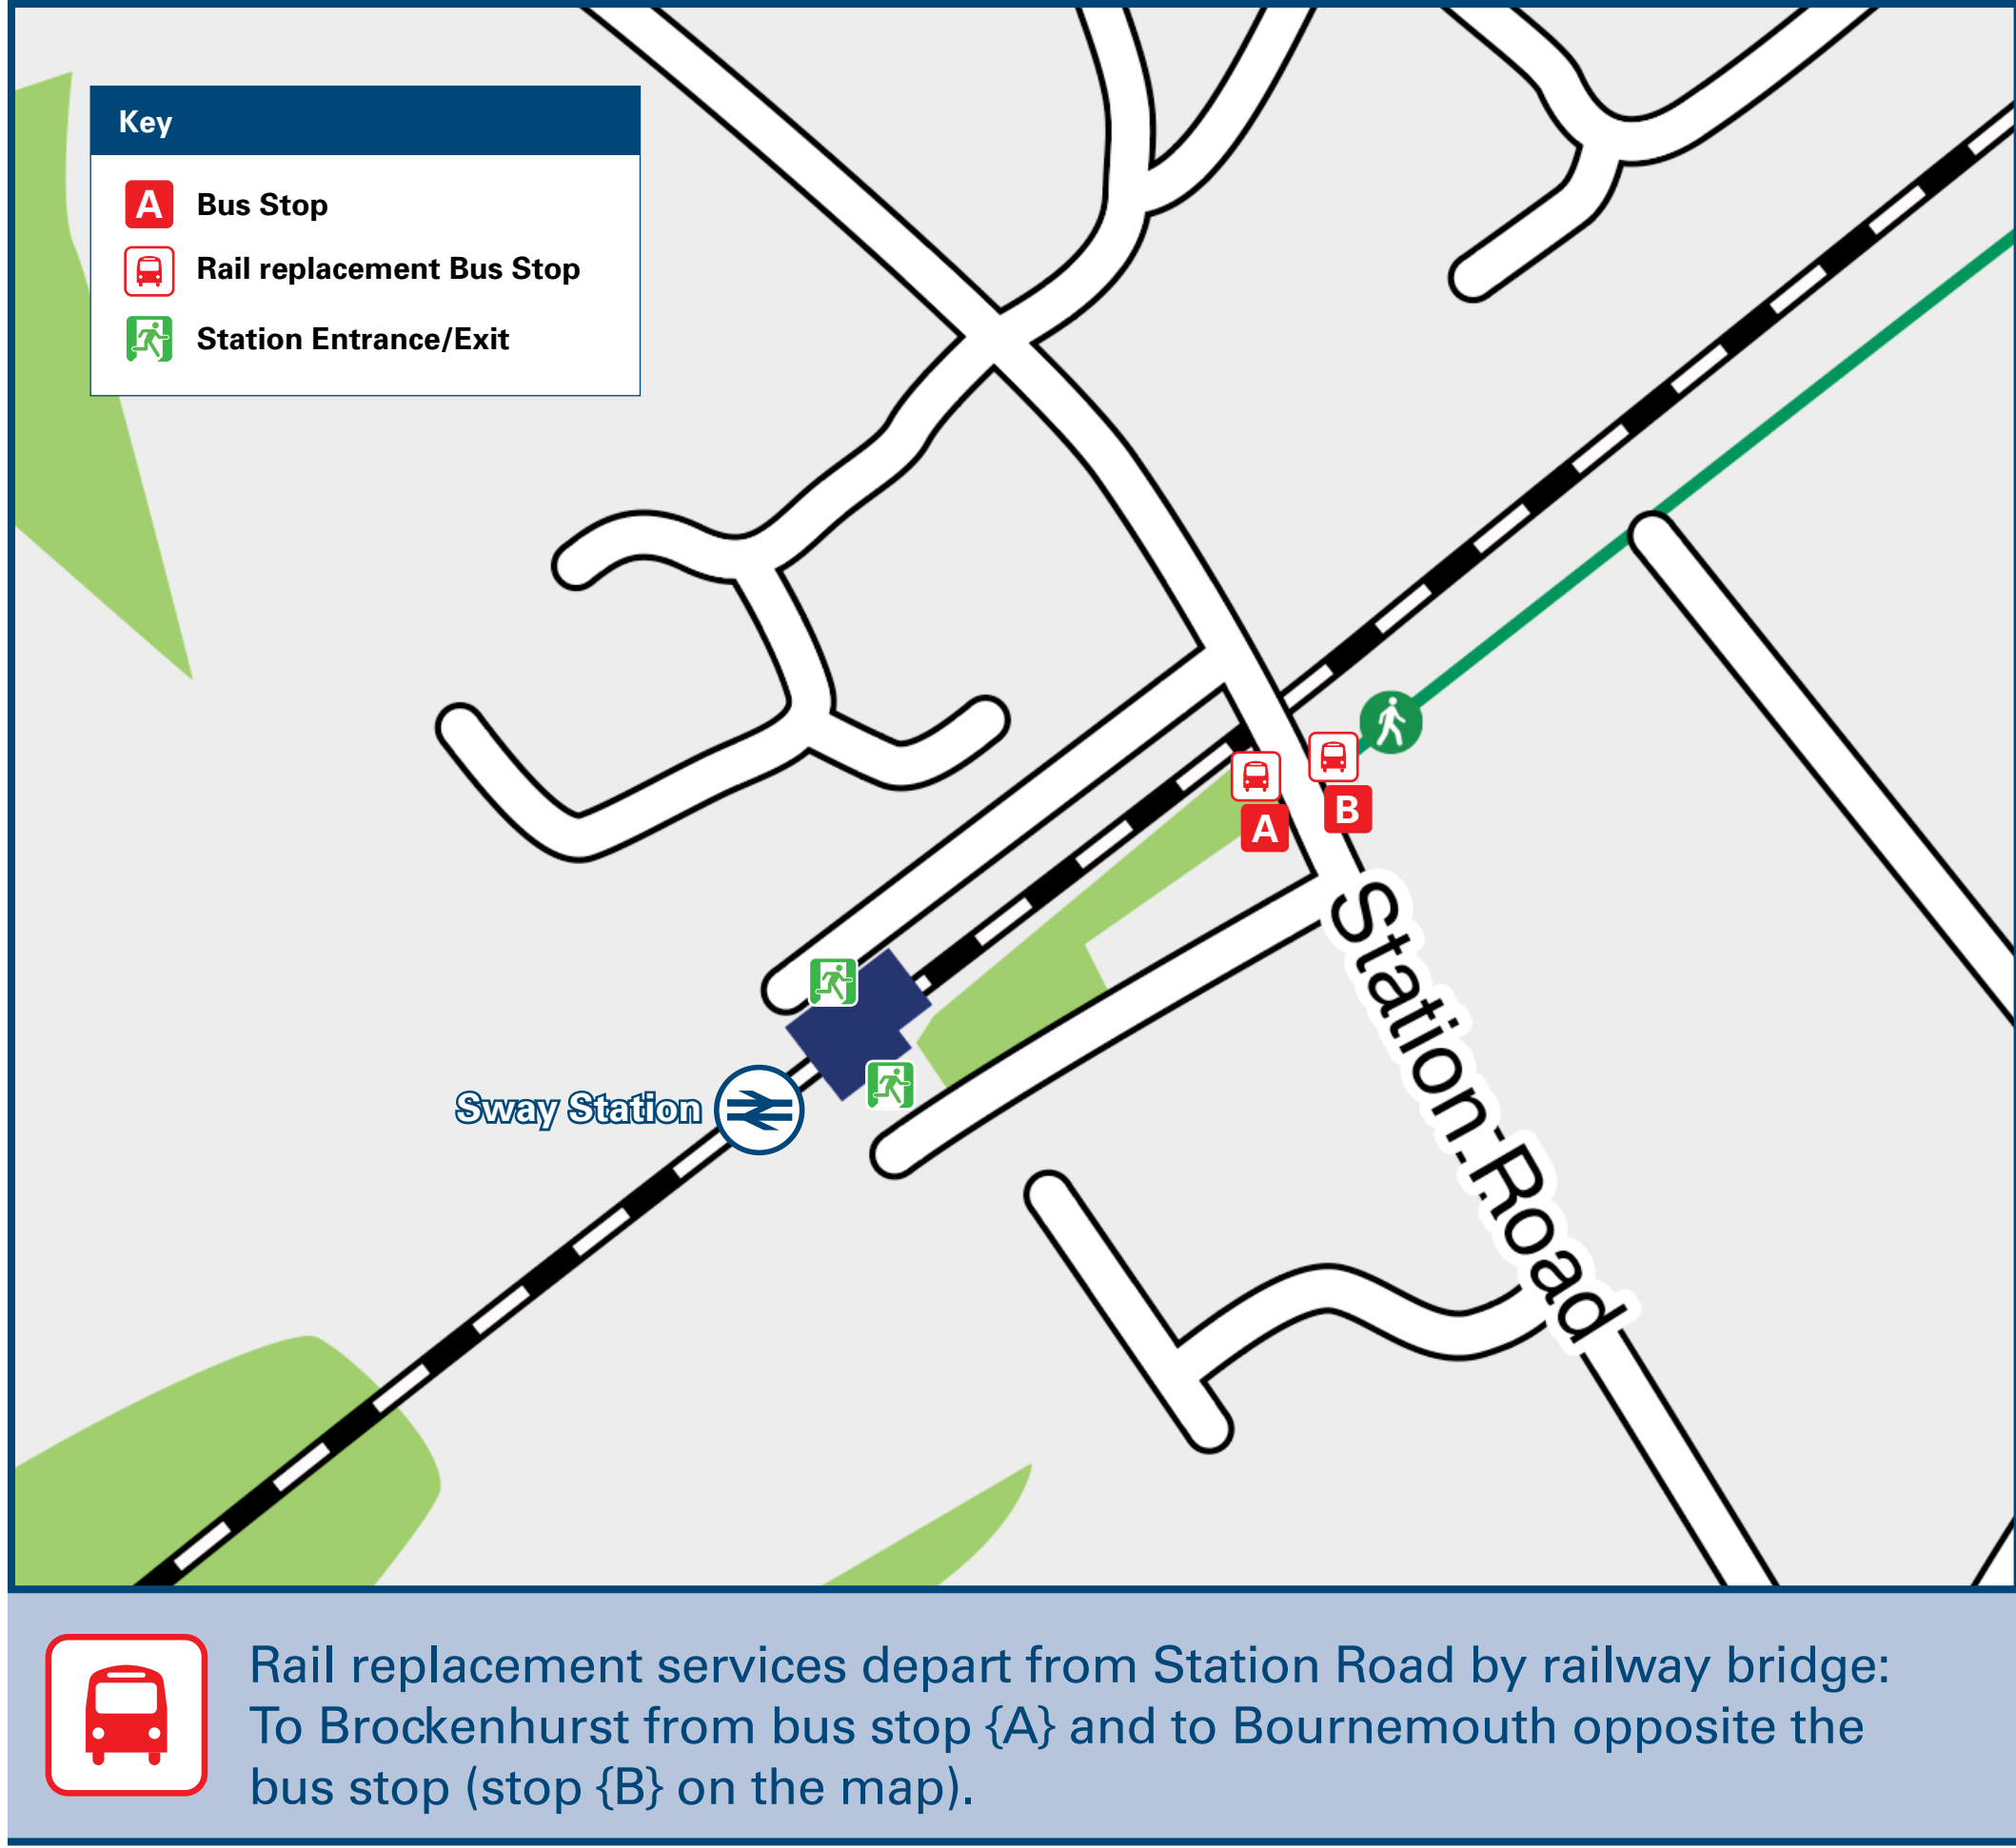 Key
A Bus Stop
Rail replacement Bus Stop
Station Entrance/Exit
A
B
Station Road
Sway Station
Rail replacement services depart from Station Road by railway bridge:
To Brockenhurst from bus stop {A} and to Bournemouth opposite the
bus stop (stop {B} on the map).